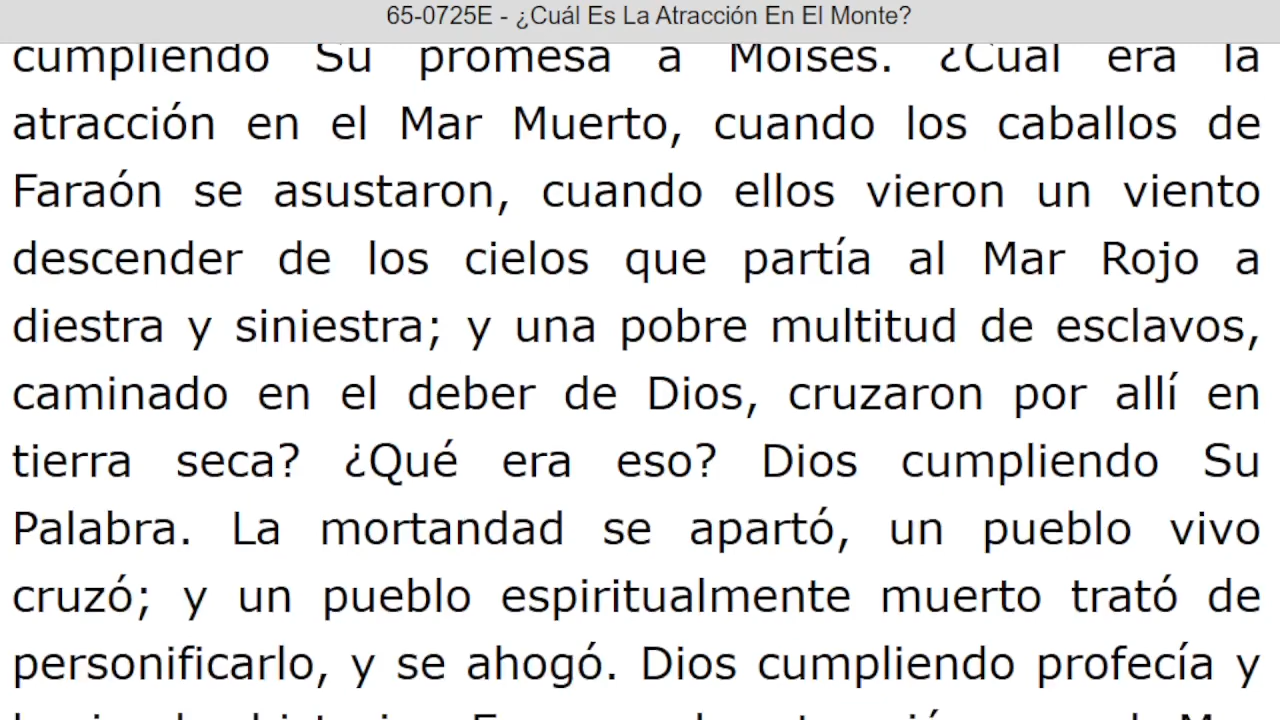 65-0725E - ¿Cuál Es La Atracción En El Monte?
cumpliendo Su promesa a Moisés. ¿Cuál era la
atracción en el Mar Muerto, cuando los caballos de
Faraón se asustaron, cuando ellos vieron un viento
descender de los cielos que partía al Mar Rojo a
diestra y siniestra; y una pobre multitud de esclavos,
caminado en el deber de Dios, cruzaron por allí en
tierra seca? ¿Qué era eso? Dios cumpliendo Su
Palabra. La mortandad se apartó, un pueblo vivo
cruzó; y un pueblo espiritualmente muerto trató de
personificarlo, y se ahogó. Dios cumpliendo profecía y